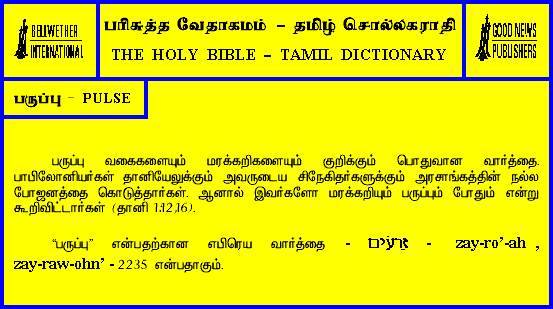 BELLWETHER
INTERNATIONAL
பரிசுத்த வேதாகமம் – தமிழ் சொல்லகராதி
THE HOLY BIBLE – TAMIL DICTIONARY
GOOD NEWS
PUBLISHERS
பருப்பு - PULSE
பருப்பு வகைகளையும் மரக்கறிகளையும் குறிக்கும் பொதுவான வார்த்தை.
பாபிலோனியர்கள் தானியேலுக்கும் அவருடைய சிநேகிதர்களுக்கும் அரசாங்கத்தின் நல்ல
போஜனத்தை கொடுத்தார்கள். ஆனால் இவர்களோ மரக்கறியும் பருப்பும் போதும் என்று
கூறிவிட்டார்கள் (தானி 1:12,16).
“பருப்பு” என்பதற்கான எபிரெய வார்த்தை - - zay-ro’-ah ,
zay-raw-ohn’ - 2235 என்பதாகும்.